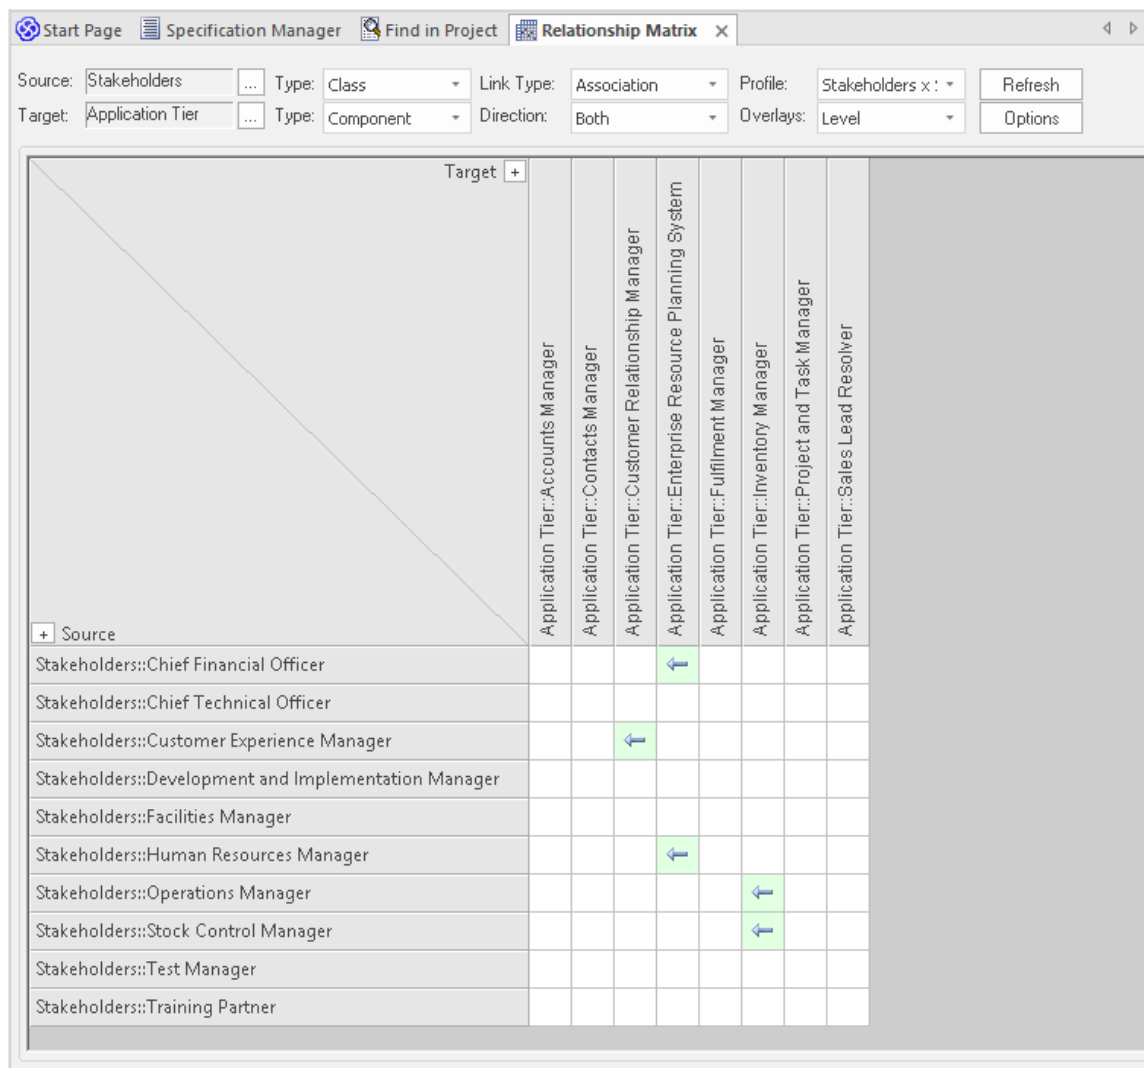 Start Page Specification Manager Find in Project Relationship Matrix
Source: Stakeholders ... Type: Class Link Type: Association Profile: Stakeholders x : Refresh
Target: Application Tier ... Type: Component Direction: Both Overlays: Level Options
Target +
+ Source
Application Tier::Accounts Manager
Application Tier::Contacts Manager
Application Tier::Customer Relationship Manager
Application Tier::Enterprise Resource Planning System
Application Tier::Fulfilment Manager
Application Tier::Inventory Manager
Application Tier::Project and Task Manager
Application Tier::Sales Lead Resolver
Stakeholders::Chief Financial Officer
Stakeholders::Chief Technical Officer
Stakeholders::Customer Experience Manager
Stakeholders::Development and Implementation Manager
Stakeholders::Facilities Manager
Stakeholders::Human Resources Manager
Stakeholders::Operations Manager
Stakeholders::Stock Control Manager
Stakeholders::Test Manager
Stakeholders::Training Partner